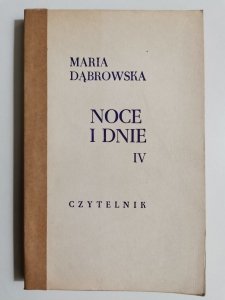 MARIA
DĄBROWSKA
NOCE
I DNIE
IV
CZYTELNIK